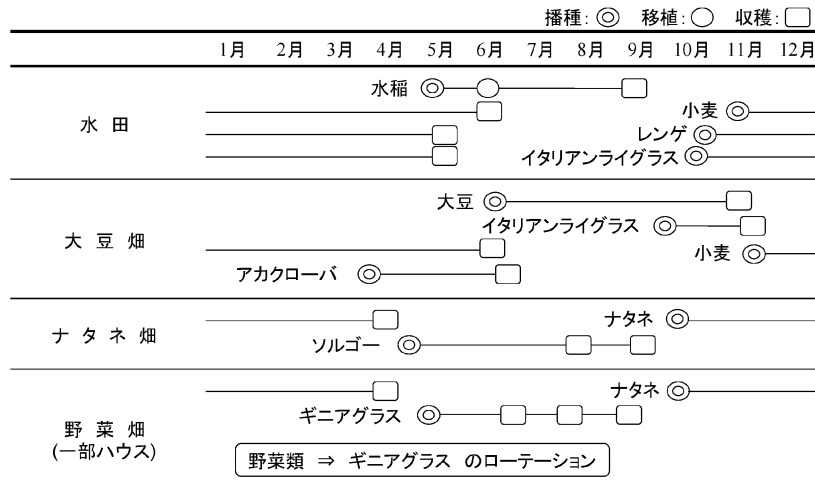 播種: ◎ 移植: ○ 収穫: □
1月 2月 3月 4月 5月 6月 7月 8月 9月 10月 11月 12月
水稲
水 田
小麦
レンゲ
イタリアンライグラス
大豆
イタリアンライグラス
大 豆 畑
小麦
アカクローバ
ナタネ
ナ タ ネ 畑
ソルゴー
ナタネ
ギニアグラス
野 菜 畑
(一部ハウス)
野菜類 ⇒ ギニアグラス のローテーション